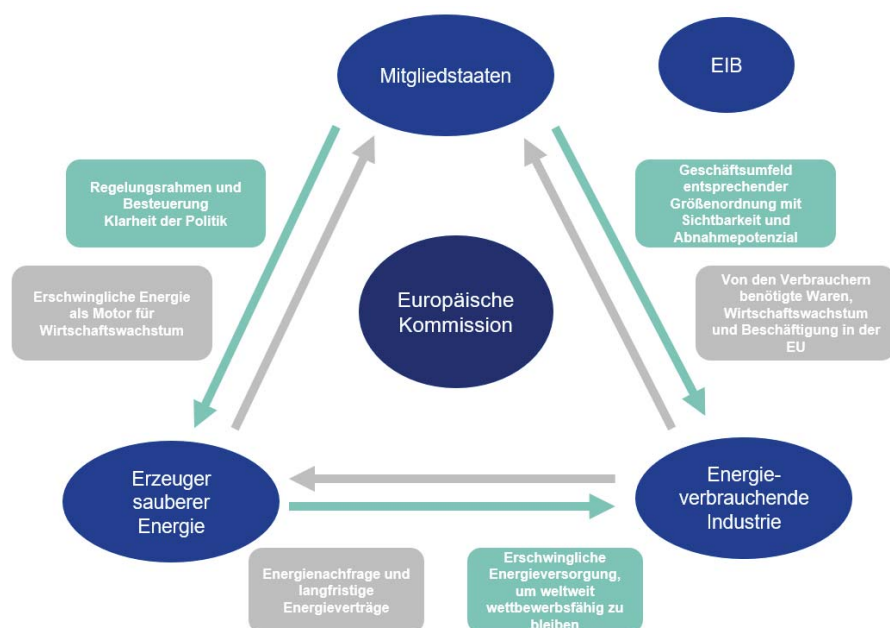 Mitgliedstaaten
EIB
Regelungsrahmen und
Besteuerung
Klarheit der Politik
Geschäftsumfeld
entsprechender
Größenordnung mit
Sichtbarkeit und
Abnahmepotenzial
Erschwingliche Energie
als Motor für
Wirtschaftswachstum
Europäische
Kommission
Von den Verbrauchern
benötigte Waren,
Wirtschaftswachstum
und Beschäftigung in der
EU
Erzeuger
sauberer
Energie
Energie-
verbrauchende
Industrie
Energienachfrage und
langfristige
Energieverträge
Erschwingliche
Energieversorgung,
um weltweit
wettbewerbsfähig zu
bleiben